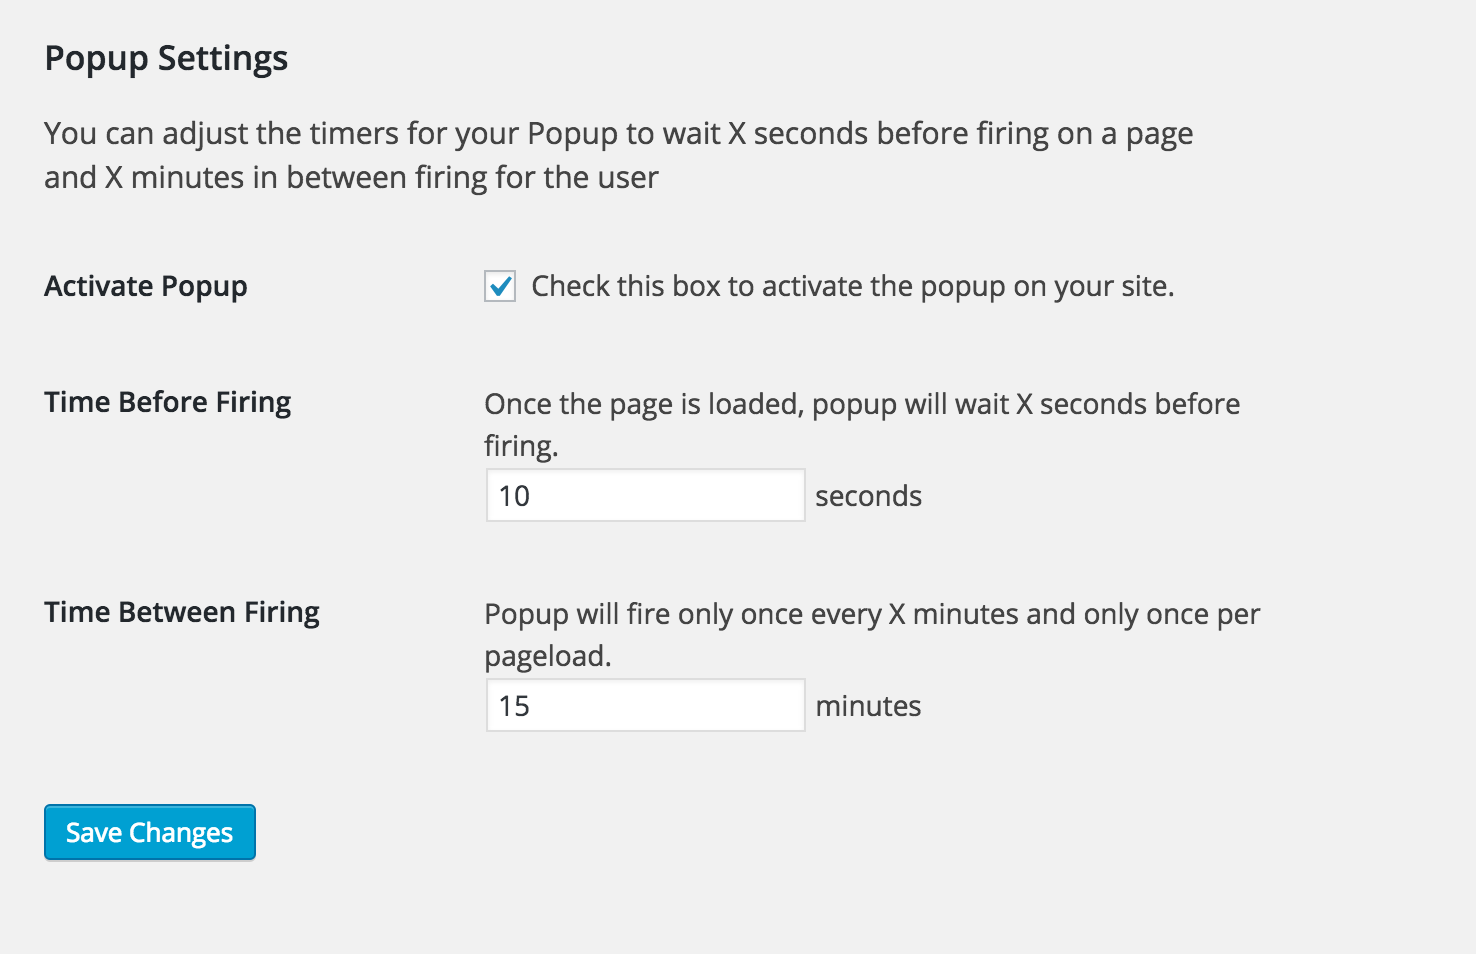 Popup Settings
You can adjust the timers for your Popup to wait X seconds before firing on a page
and X minutes in between firing for the user
Activate Popup
Check this box to activate the popup on your site.
Time Before Firing
Once the page is loaded, popup will wait X seconds before
firing.
10 seconds
Time Between Firing
Popup will fire only once every X minutes and only once per
pageload.
15 minutes
Save Changes